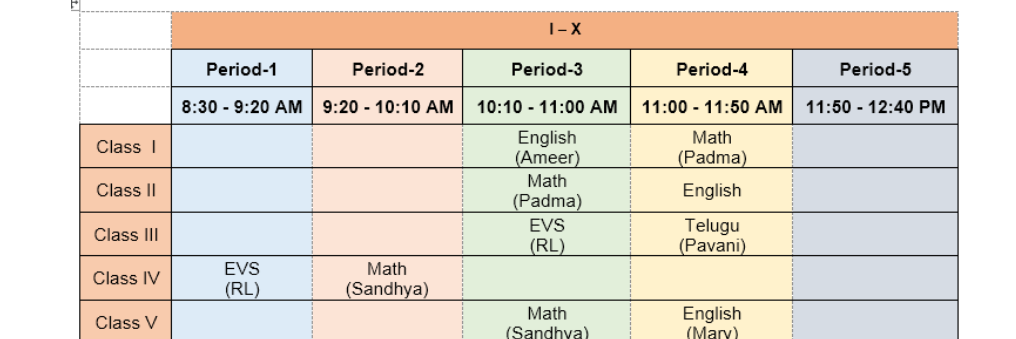 I – X
Period-1 Period-2 Period-3 Period-4 Period-5
8:30 - 9:20 AM 9:20 - 10:10 AM 10:10 - 11:00 AM 11:00 - 11:50 AM 11:50 - 12:40 PM
Class I English (Ameer) Math (Padma)
Class II Math (Padma) English
Class III EVS (RL) Telugu (Pavani)
Class IV EVS (RL) Math (Sandhya)
Class V Math (Sandhya) English (Mary)